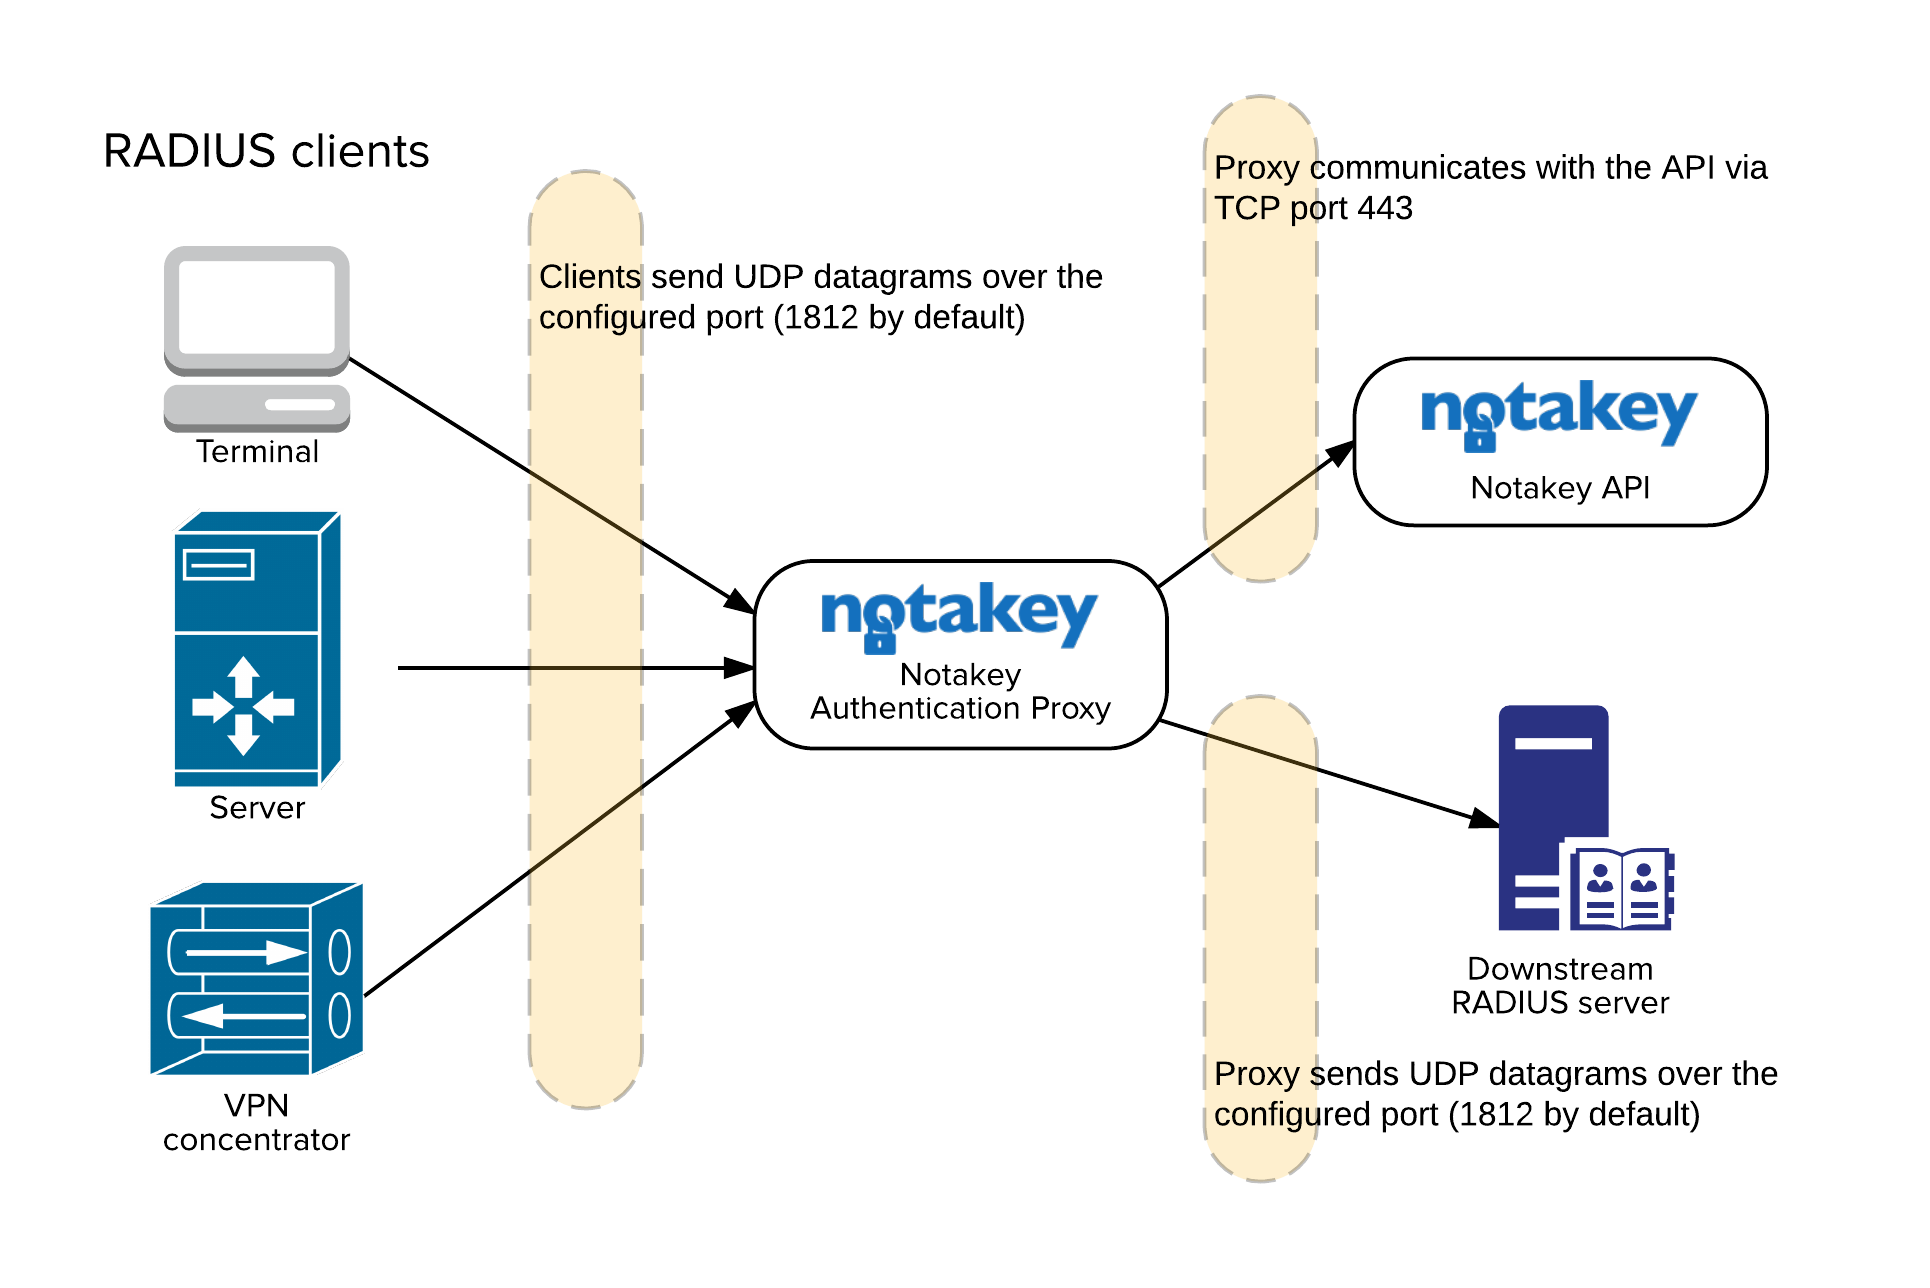 RADIUS clients
Terminal
Server
VPN
concentrator
Clients send UDP datagrams over the
configured port (1812 by default)
notakey
Notakey
Authentication Proxy
Proxy communicates with the API via
TCP port 443
notakey
Notakey API
Downstream
RADIUS server
Proxy sends UDP datagrams over the
configured port (1812 by default)